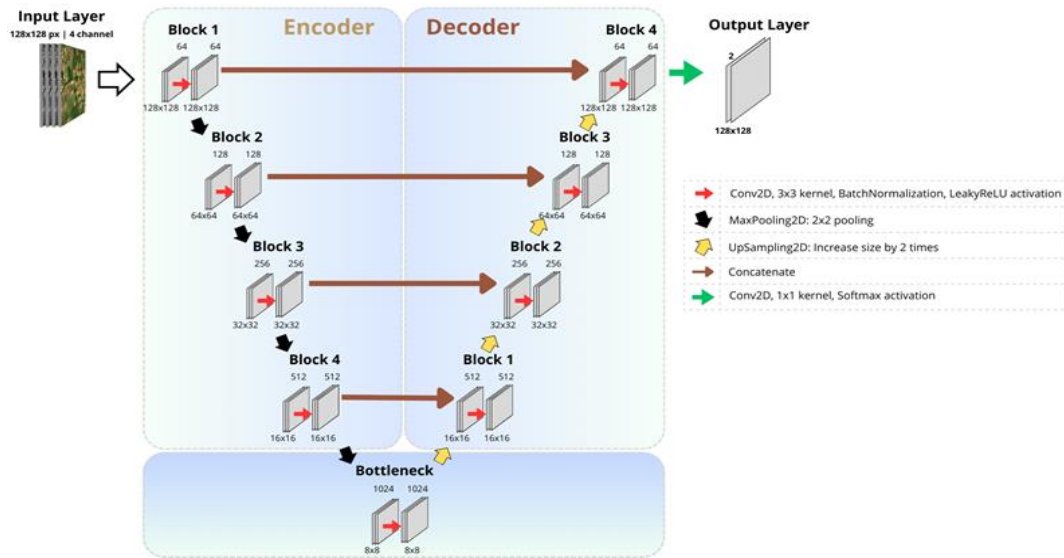 Input Layer
128x128 px | 4 channel
Encoder
Decoder
Output Layer
Block 1
64 64
128x128 128x128
Block 2
128 128
64x64 64x64
Block 3
256 256
32x32 32x32
Block 4
512 512
16x16 16x16
Bottleneck
1024 1024
8x8 8x8
Block 1
512 512
16x16 16x16
Block 2
256 256
32x32 32x32
Block 3
128 128
64x64 64x64
Block 4
64 64
128x128 128x128
2
128x128
Conv2D, 3x3 kernel, BatchNormalization, LeakyReLU activation
MaxPooling2D: 2x2 pooling
UpSampling2D: Increase size by 2 times
Concatenate
Conv2D, 1x1 kernel, Softmax activation